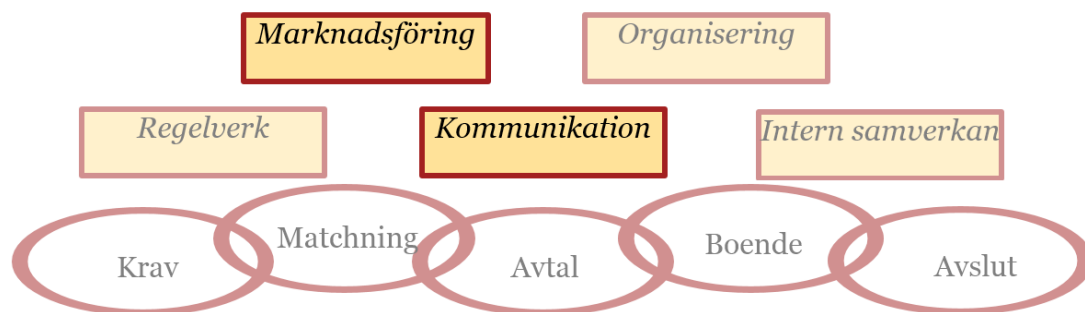 Marknadsföring
Organisering
Regelverk
Kommunikation
Intern samverkan
Krav
Matchning
Avtal
Boende
Avslut